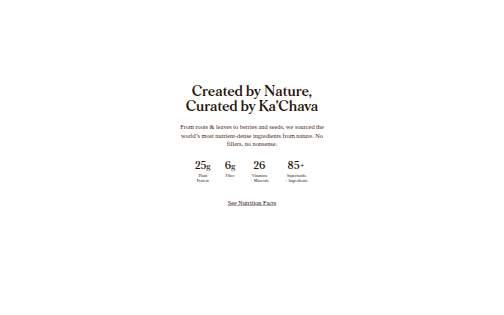 Created by Nature,
Curated by Ka'Chava
From roots & leaves to berries and seeds, we sourced the
world's most nutrient-dense ingredients from nature. No
fillers, no nonsense.
25g 6g 26 85+
Plant Fiber Vitamins Superfoods
Protein + Minerals + Ingredients
See Nutrition Facts